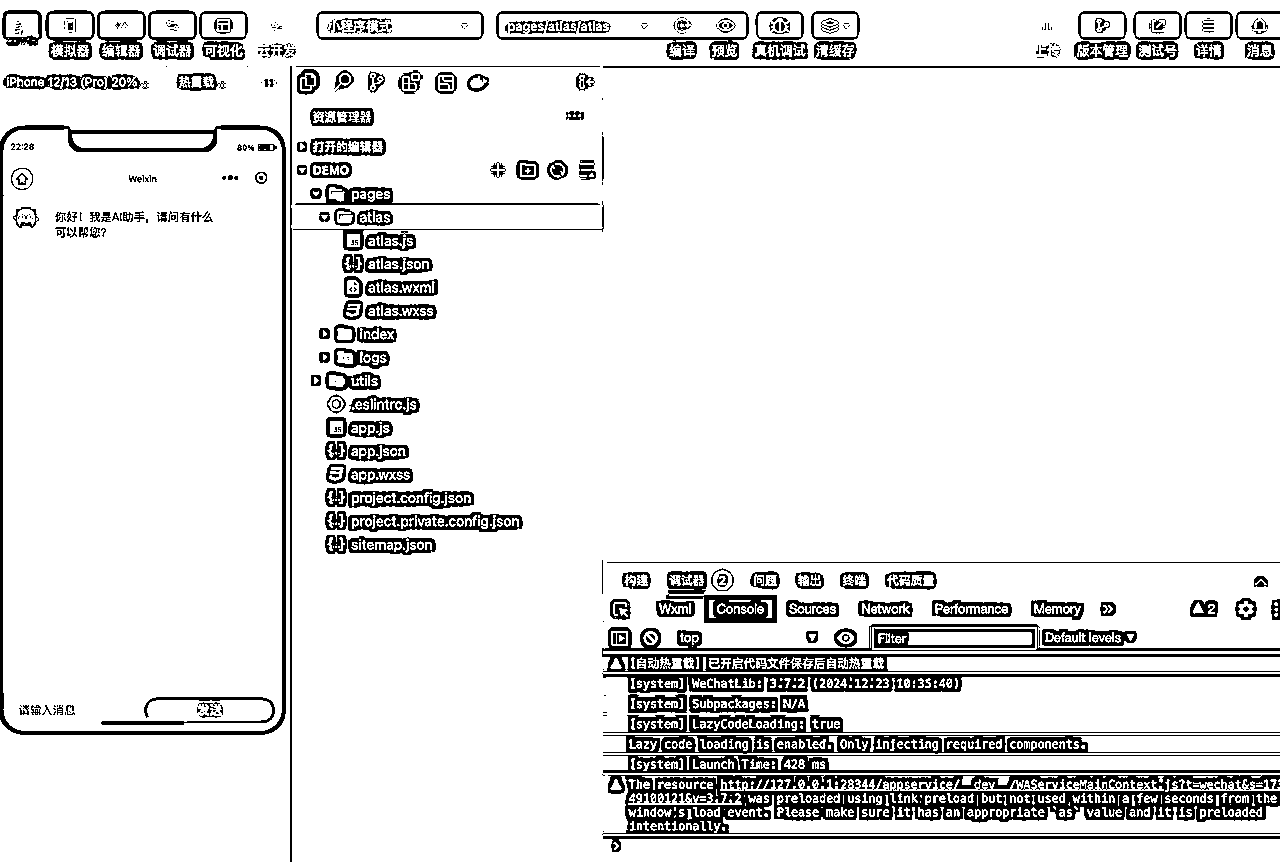 模拟器 编辑器 调试器 可视化 云开发
小程序模式
pages/atlas/atlas
编译 预览 真机调试 清缓存
上传 版本管理 测试号 详情 消息
iPhone 12/13 (Pro) 20%
热重载
22:28
80%
Weixin
你好！我是AI助手，请问有什么
可以帮您？
请输入消息
发送
资源管理器
打开的编辑器
DEMO
pages
atlas
atlas.js
atlas.json
atlas.wxml
atlas.wxss
index
logs
utils
.eslintrc.js
app.js
app.json
app.wxss
project.config.json
project.private.config.json
sitemap.json
构建 调试器 2 问题 输出 终端 代码质量
Wxml Console Sources Network Performance Memory 2
top Filter Default levels
[自动热重载] 已开启代码文件保存后自动热重载
[system] WeChatLib: 3.7.2 (2024.12.23 10:35:40)
[system] Subpackages: N/A
[system] LazyCodeLoading: true
Lazy code loading is enabled. Only injecting required components.
[system] Launch Time: 428 ms
The resource http://127.0.0.1:28344/appservice/__dev__/WAServiceMainContext.js?t=wechat&s=17
49100121&v=3.7.2 was preloaded using link preload but not used within a few seconds from the
window's load event. Please make sure it has an appropriate `as` value and it is preloaded
intentionally.